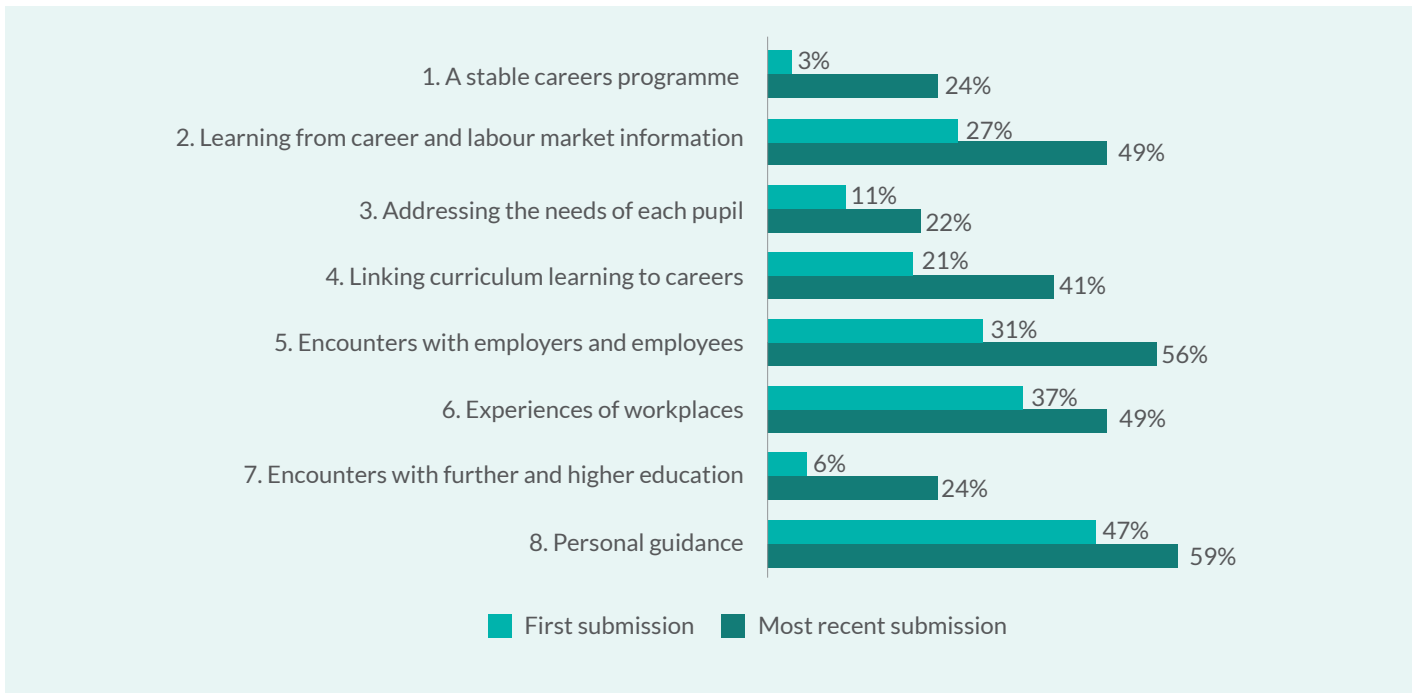 1. A stable careers programme
3%
24%
2. Learning from career and labour market information
27%
49%
3. Addressing the needs of each pupil
11%
22%
4. Linking curriculum learning to careers
21%
41%
5. Encounters with employers and employees
31%
56%
6. Experiences of workplaces
37%
49%
7. Encounters with further and higher education
6%
24%
8. Personal guidance
47%
59%
First submission
Most recent submission